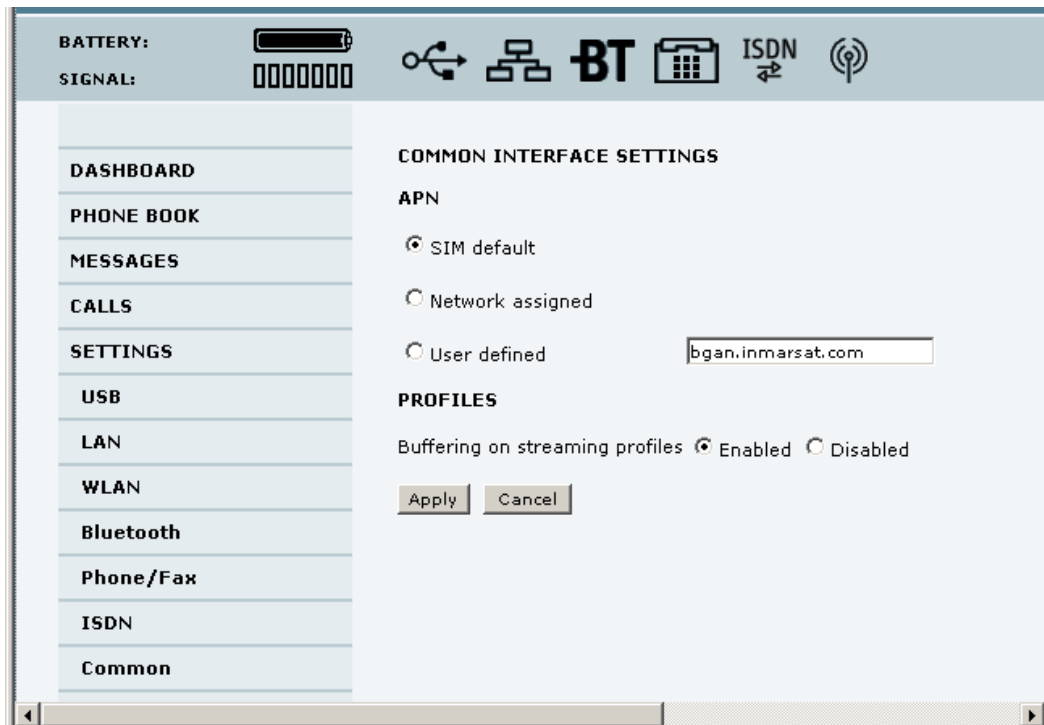 BATTERY:
SIGNAL:
BT
ISDN
DASHBOARD
PHONE BOOK
MESSAGES
CALLS
SETTINGS
USB
LAN
WLAN
Bluetooth
Phone/Fax
ISDN
Common
COMMON INTERFACE SETTINGS
APN
SIM default
Network assigned
User defined bgan.inmarsat.com
PROFILES
Buffering on streaming profiles Enabled Disabled
Apply Cancel